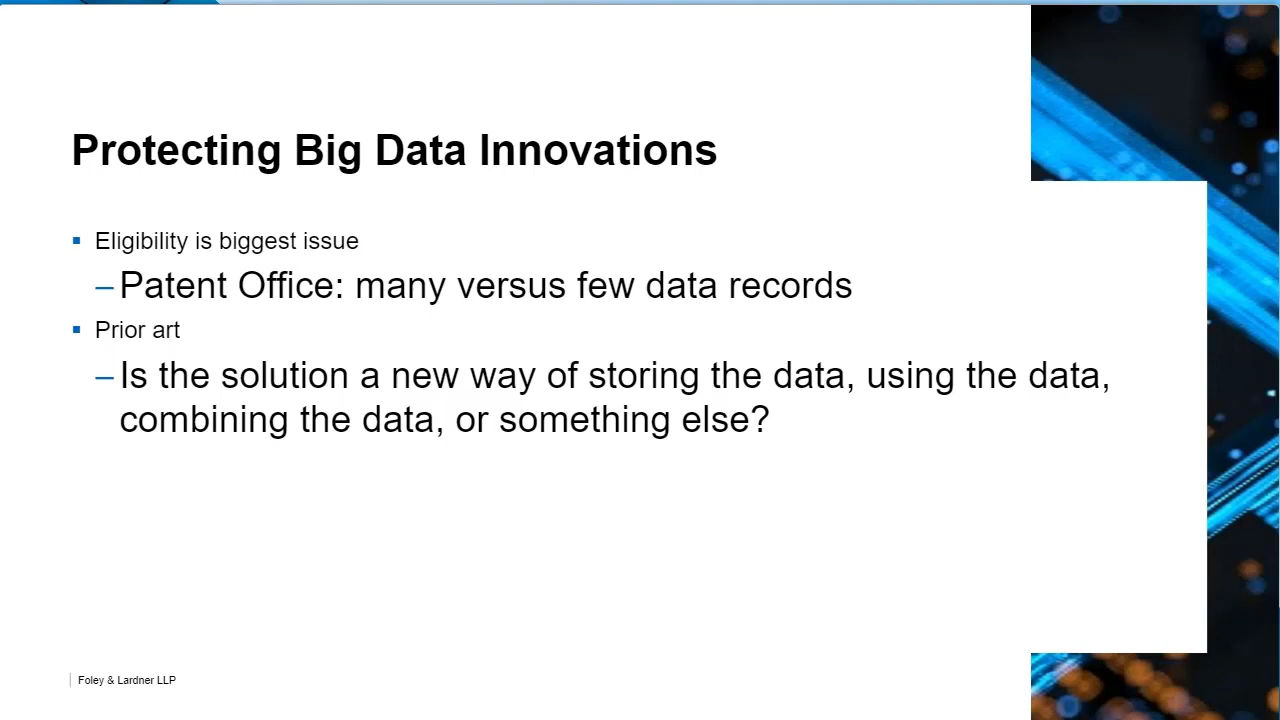 Protecting Big Data Innovations
▪ Eligibility is biggest issue
–Patent Office: many versus few data records
▪ Prior art
–Is the solution a new way of storing the data, using the data,
combining the data, or something else?
Foley & Lardner LLP